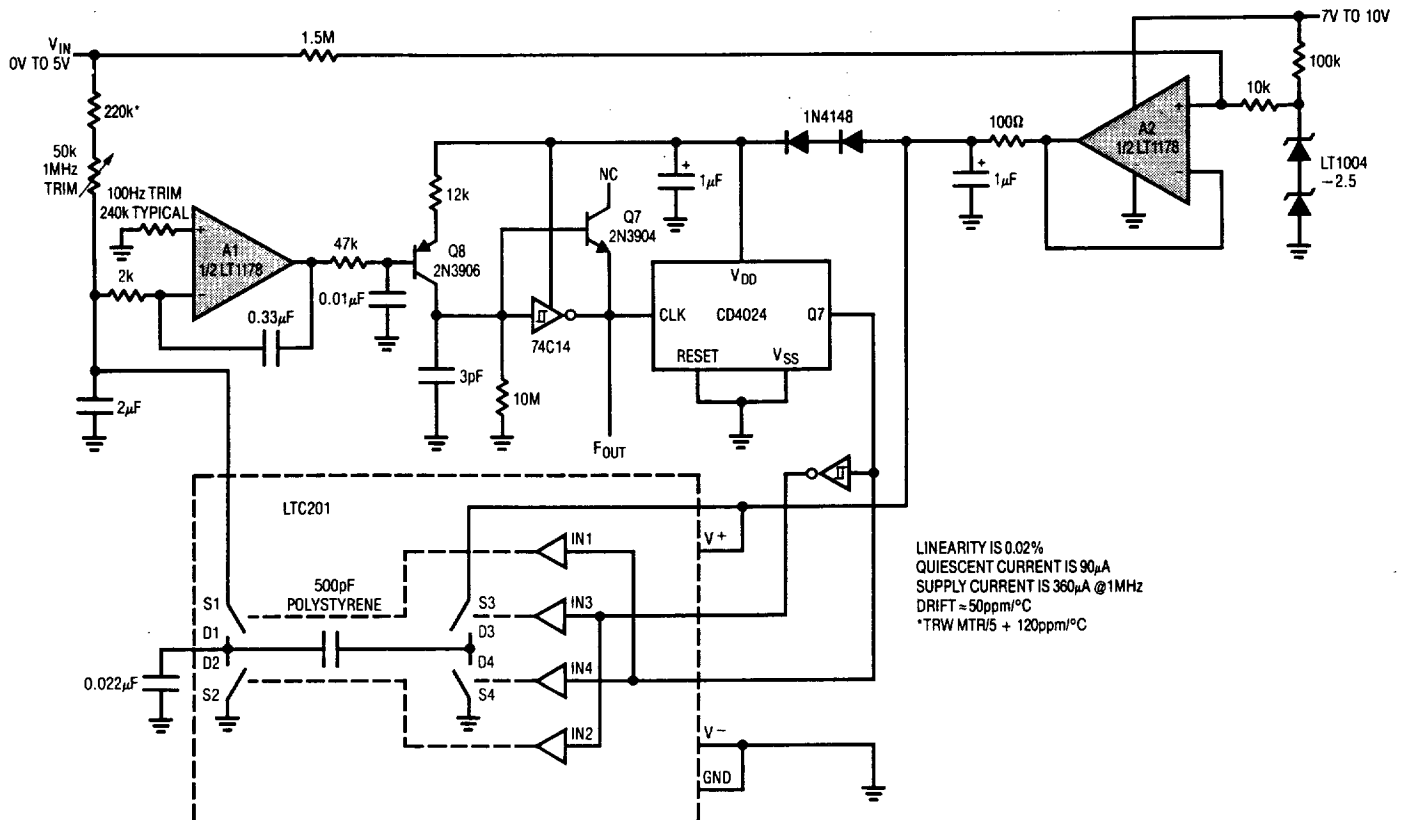 7V TO 10V
VIN
0V TO 5V
1.5M
100k
10k
220k*
1N4148
100Ω
A2
1/2 LT1178
+
−
LT1004
−2.5
50k
1MHz
TRIM
+
1µF
+
1µF
NC
12k
100Hz TRIM
240k TYPICAL
Q7
2N3904
+
A1
1/2 LT1178
−
47k
Q8
2N3906
2k
0.01µF
0.33µF
VDD
CLK
CD4024
Q7
RESET
VSS
74C14
3pF
10M
2µF
FOUT
LTC201
V+
IN1
500pF
POLYSTYRENE
S1
S3
IN3
D1
D3
D2
D4
0.022µF
S2
S4
IN4
IN2
V−
GND
LINEARITY IS 0.02%
QUIESCENT CURRENT IS 90µA
SUPPLY CURRENT IS 360µA @1MHz
DRIFT ≈ 50ppm/°C
*TRW MTR/5 + 120ppm/°C